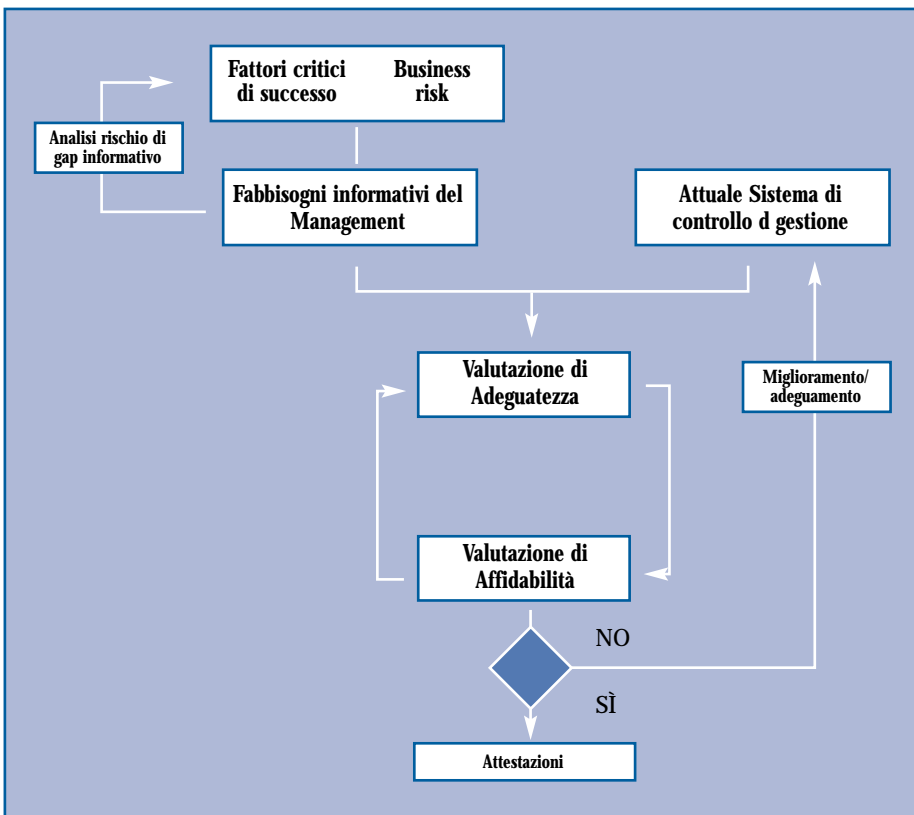 Fattori critici
di successo
Business
risk
Analisi rischio di
gap informativo
Fabbisogni informativi del
Management
Attuale Sistema di
controllo d gestione
Valutazione di
Adeguatezza
Miglioramento/
adeguamento
Valutazione di
Affidabilità
NO
SÌ
Attestazioni